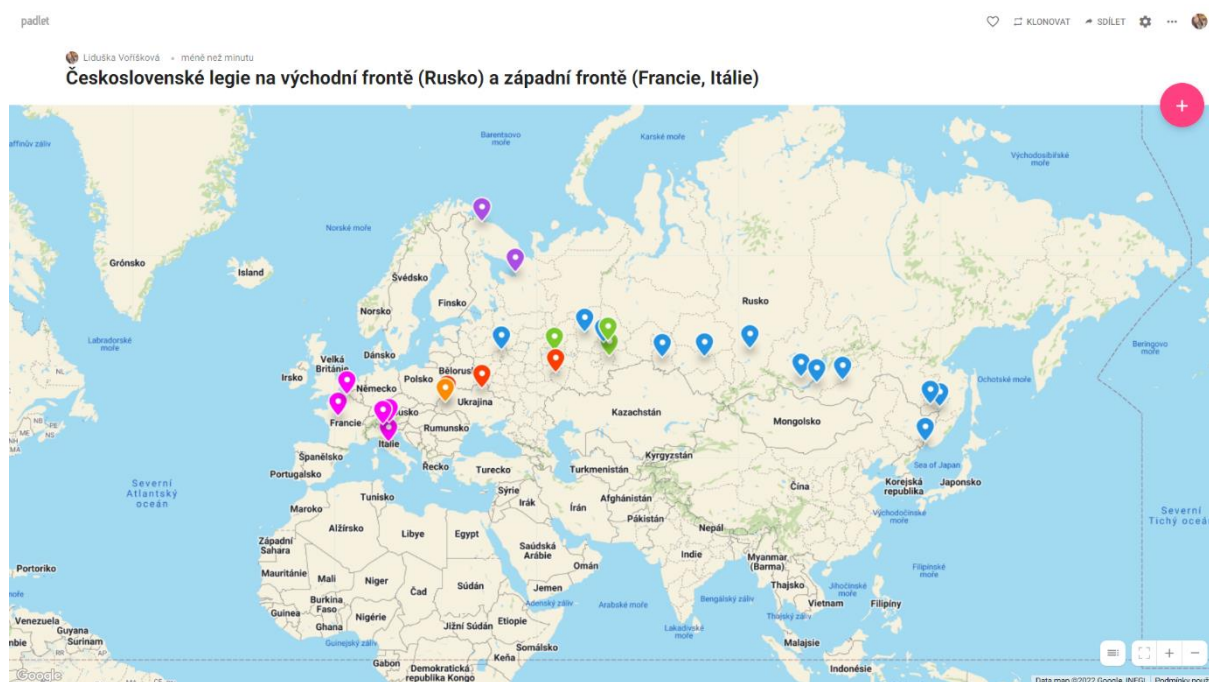 padlet
KLONOVAT
SDÍLET
Liduška Voříšková • méně než minutu
Československé legie na východní frontě (Rusko) a západní frontě (Francie, Itálie)
Barentsovo
moře
Karské moře
Východosibiřské
moře
Norské moře
Grónsko
Island
Švédsko
Finsko
Norsko
Rusko
Labradorské
moře
Beringovo
moře
Velká
Británie
Dánsko
Irsko
Polsko
Německo
Ochotské moře
Ukrajina
Francie
Rumunsko
Kazachstán
Mongolsko
Itálie
Španělsko
Portugalsko
Řecko
Turecko
Kyrgyzstán
Turkmenistán
Sea of Japan
Korejská
republika
Japonsko
Čína
Severní
Atlantský
oceán
Tunisko
Sýrie
Irák
Írán
Afghánistán
Pákistán
Maroko
Alžírsko
Libye
Egypt
Nepál
Východočínské
moře
Severní
Tichý oceán
Západní
Sahara
Saúdská
Arábie
Omán
Indie
Myanmar
(Barma)
Portoriko
Mauritánie
Mali
Niger
Čad
Súdán
Jemen
Thajsko
Jihočínské
moře
Vietnam
Filipíny
Filipínské
moře
Burkina
Faso
Guinea
Ghana
Nigérie
Adenský záliv
Arabské moře
Bengálský záliv
Thajský záliv
Venezuela
Guyana
Surinam
Jižní Súdán
Etiopie
Guinejský záliv
Lakadivské
moře
Somálsko
Keňa
Malajsie
Gabon
Demokratická
republika Kongo
Indonésie
Google
Data map ©2022 Google, INEGI